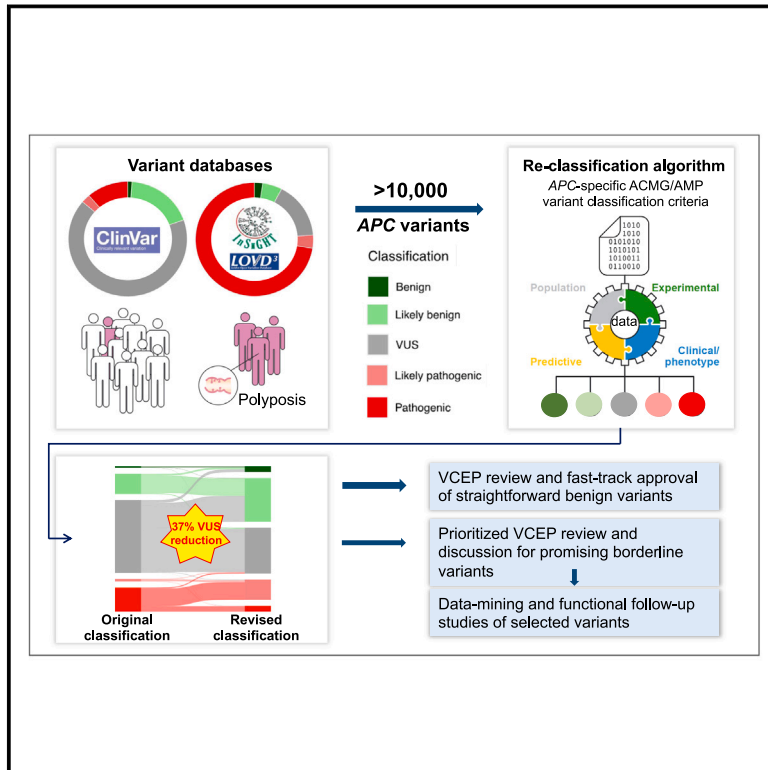 Variant databases
ClinVar
Clinically relevant variation
InSiGHT
LOVD³
Polyposis
>10,000
APC variants
Classification
Benign
Likely benign
VUS
Likely pathogenic
Pathogenic
Re-classification algorithm
APC-specific ACMG/AMP
variant classification criteria
1010
1010
0101010
1010101
1010011
0110010
Population
Experimental
data
Predictive
Clinical/
phenotype
37% VUS
reduction
Original
classification
Revised
classification
VCEP review and fast-track approval
of straightforward benign variants
Prioritized VCEP review and
discussion for promising borderline
variants
Data-mining and functional follow-up
studies of selected variants